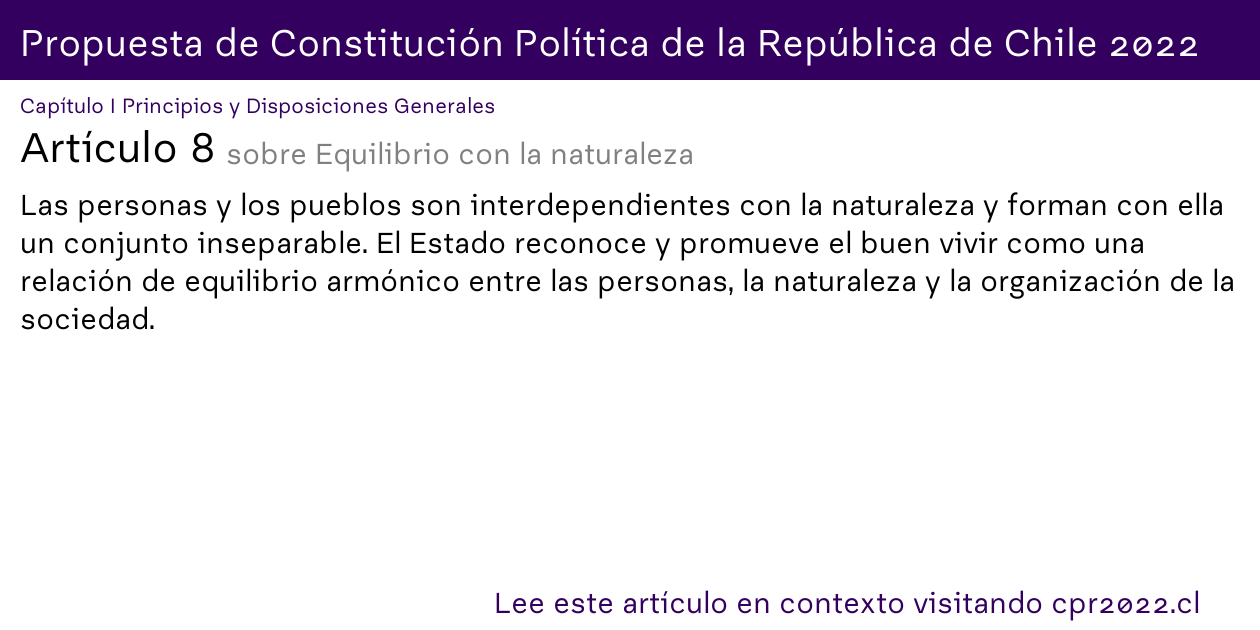 Propuesta de Constitución Política de la República de Chile 2022
Capítulo I Principios y Disposiciones Generales
Artículo 8 sobre Equilibrio con la naturaleza
Las personas y los pueblos son interdependientes con la naturaleza y forman con ella
un conjunto inseparable. El Estado reconoce y promueve el buen vivir como una
relación de equilibrio armónico entre las personas, la naturaleza y la organización de la
sociedad.
Lee este artículo en contexto visitando cpr2022.cl